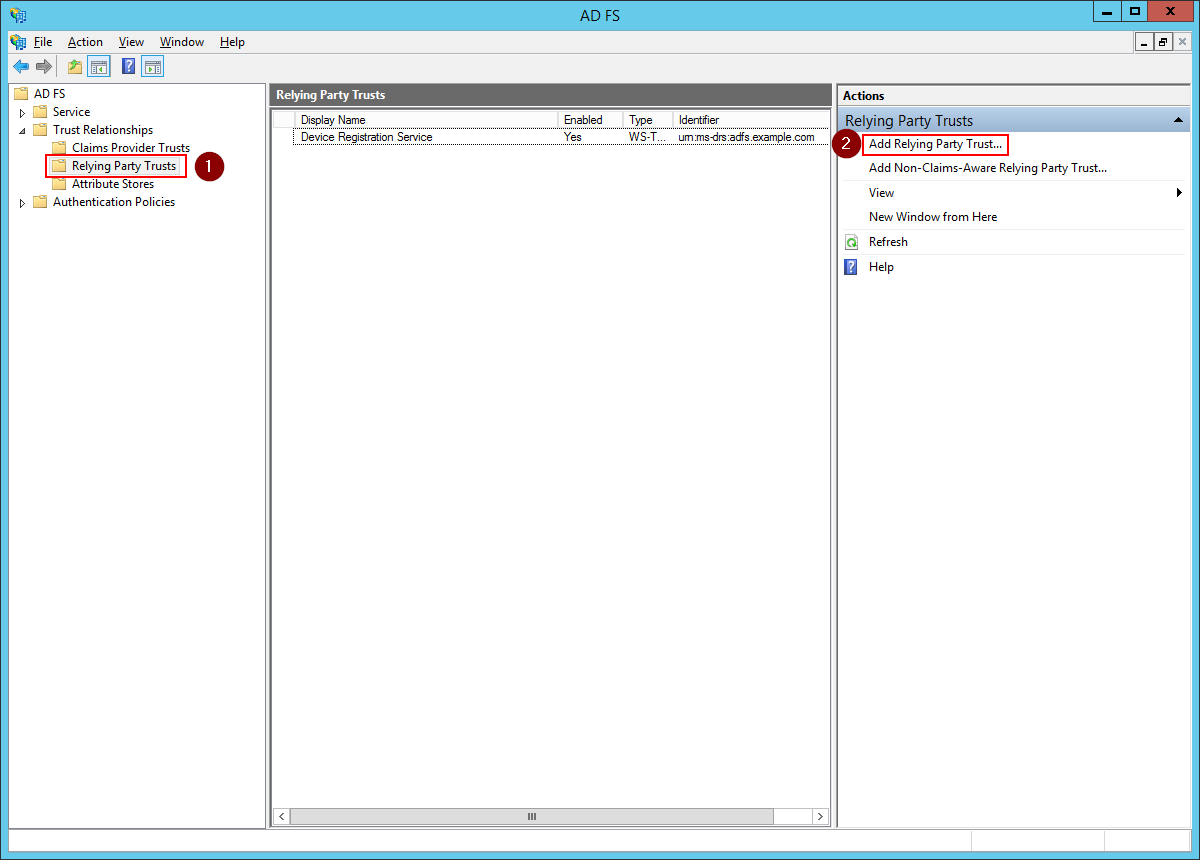 AD FS
File Action View Window Help
AD FS
Service
Trust Relationships
Claims Provider Trusts
Relying Party Trusts 1
Attribute Stores
Authentication Policies
Relying Party Trusts
Display Name Enabled Type Identifier
Device Registration Service Yes WS-T... urn:ms-drs:adfs.example.com
Actions
Relying Party Trusts
2 Add Relying Party Trust...
Add Non-Claims-Aware Relying Party Trust...
View
New Window from Here
Refresh
Help